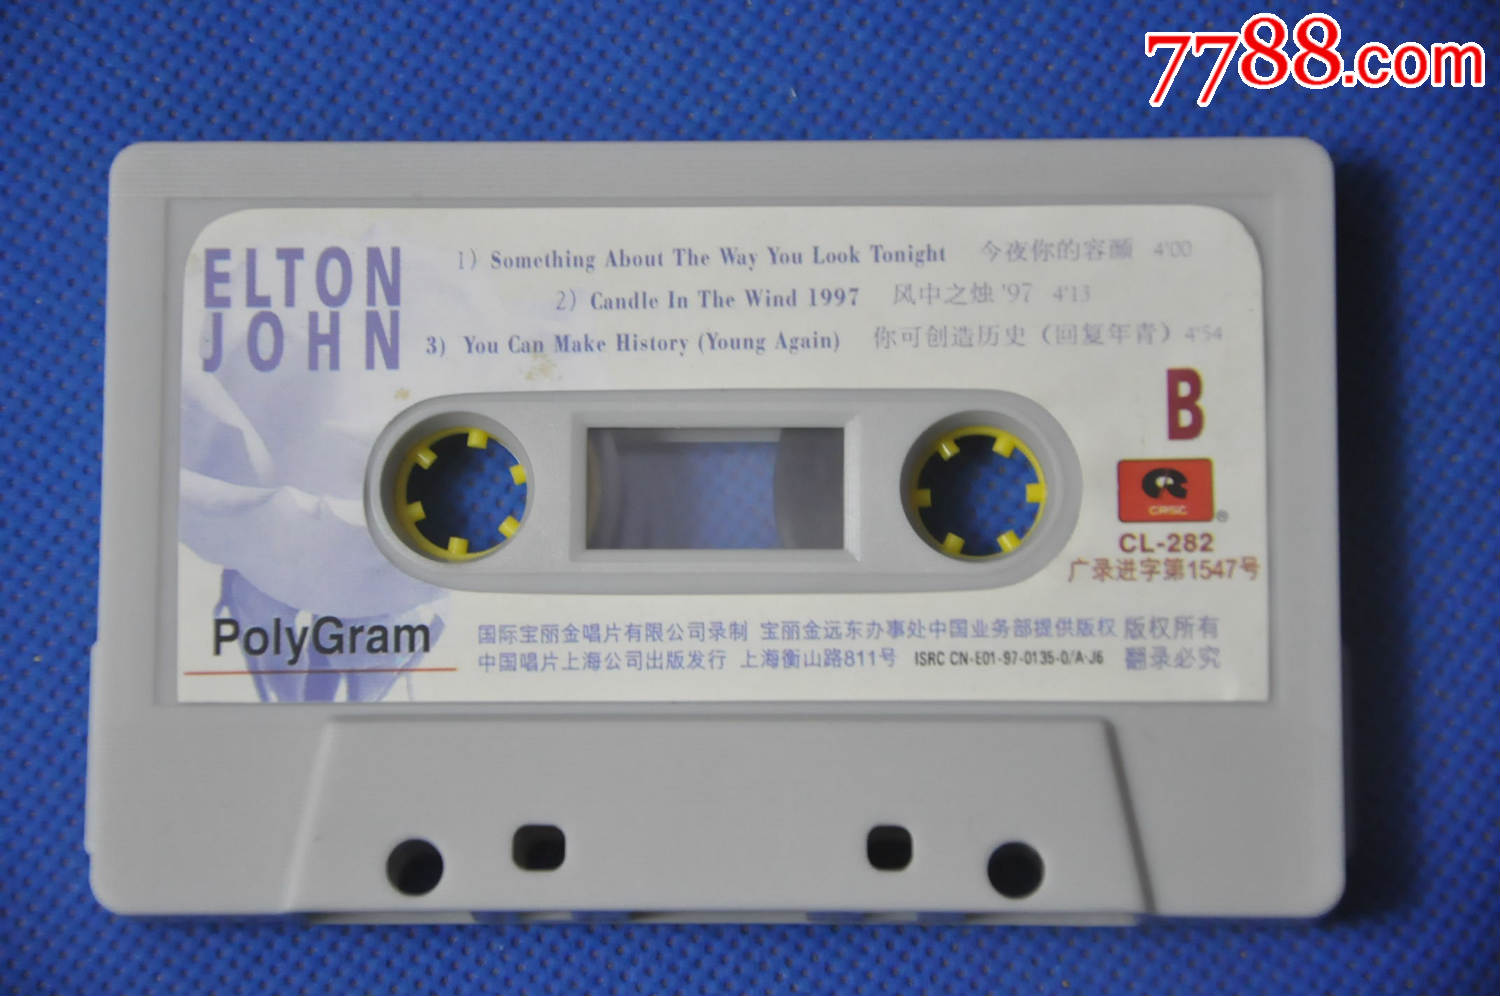 7788.com
ELTON
JOHN
1) Something About The Way You Look Tonight 今夜你的容颜 4'00
2) Candle In The Wind 1997 风中之烛 '97 4'13
3) You Can Make History (Young Again) 你可创造历史（回复年青）4'54
B
CRSC
®
CL-282
广录进字第1547号
PolyGram
国际宝丽金唱片有限公司录制 宝丽金远东办事处中国业务部提供版权 版权所有
中国唱片上海公司出版发行 上海衡山路811号 ISRC CN-E01-97-0135-0/A·J6 翻录必究